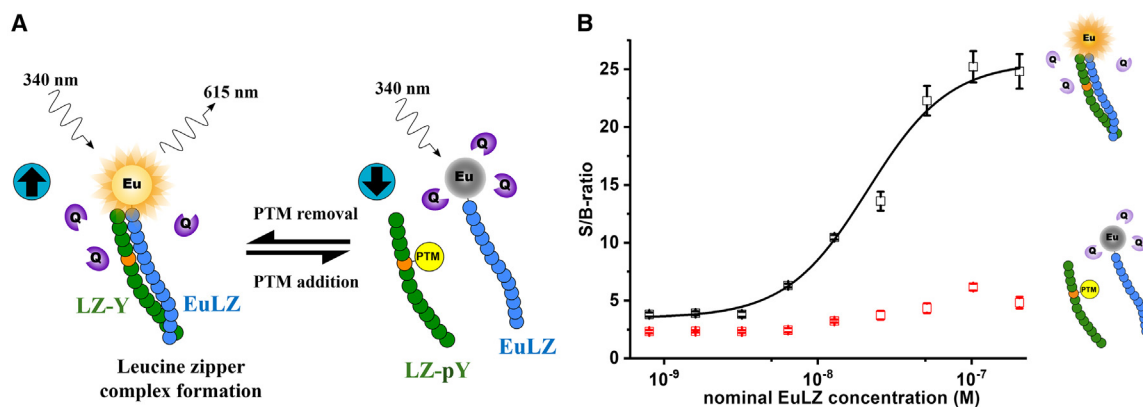 A
340 nm
615 nm
Eu
Q
Q
Q
LZ-Y
EuLZ
Leucine zipper
complex formation
PTM removal
PTM addition
340 nm
Q
Eu
Q
Q
PTM
LZ-pY
EuLZ
B
S/B-ratio
25
20
15
10
5
0
10⁻⁹
10⁻⁸
10⁻⁷
nominal EuLZ concentration (M)
Eu
Q
Q
Q
Q
Eu
Q
Q
PTM